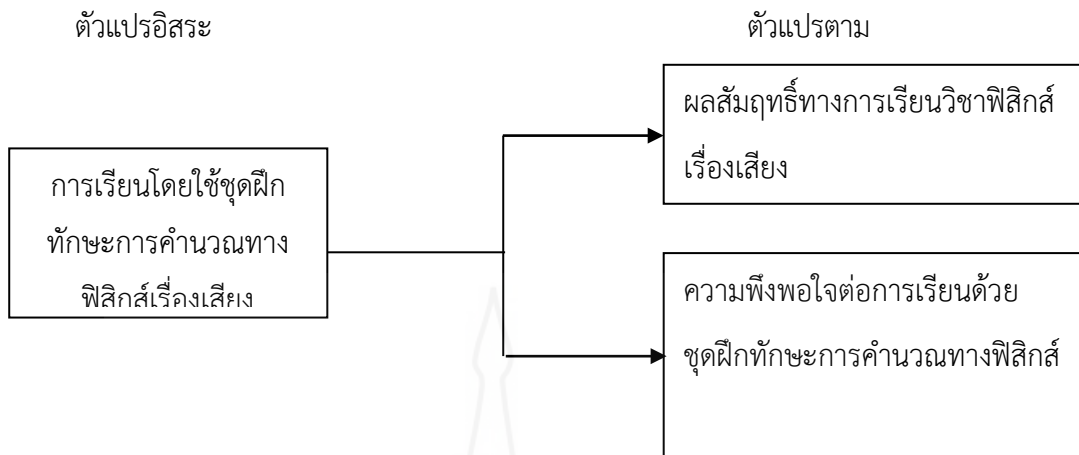 ตัวแปรอิสระ
ตัวแปรตาม
ผลสัมฤทธิ์ทางการเรียนวิชาฟิสิกส์
เรื่องเสียง
การเรียนโดยใช้ชุดฝึก
ทักษะการคำนวณทาง
ฟิสิกส์เรื่องเสียง
ความพึงพอใจต่อการเรียนด้วย
ชุดฝึกทักษะการคำนวณทางฟิสิกส์